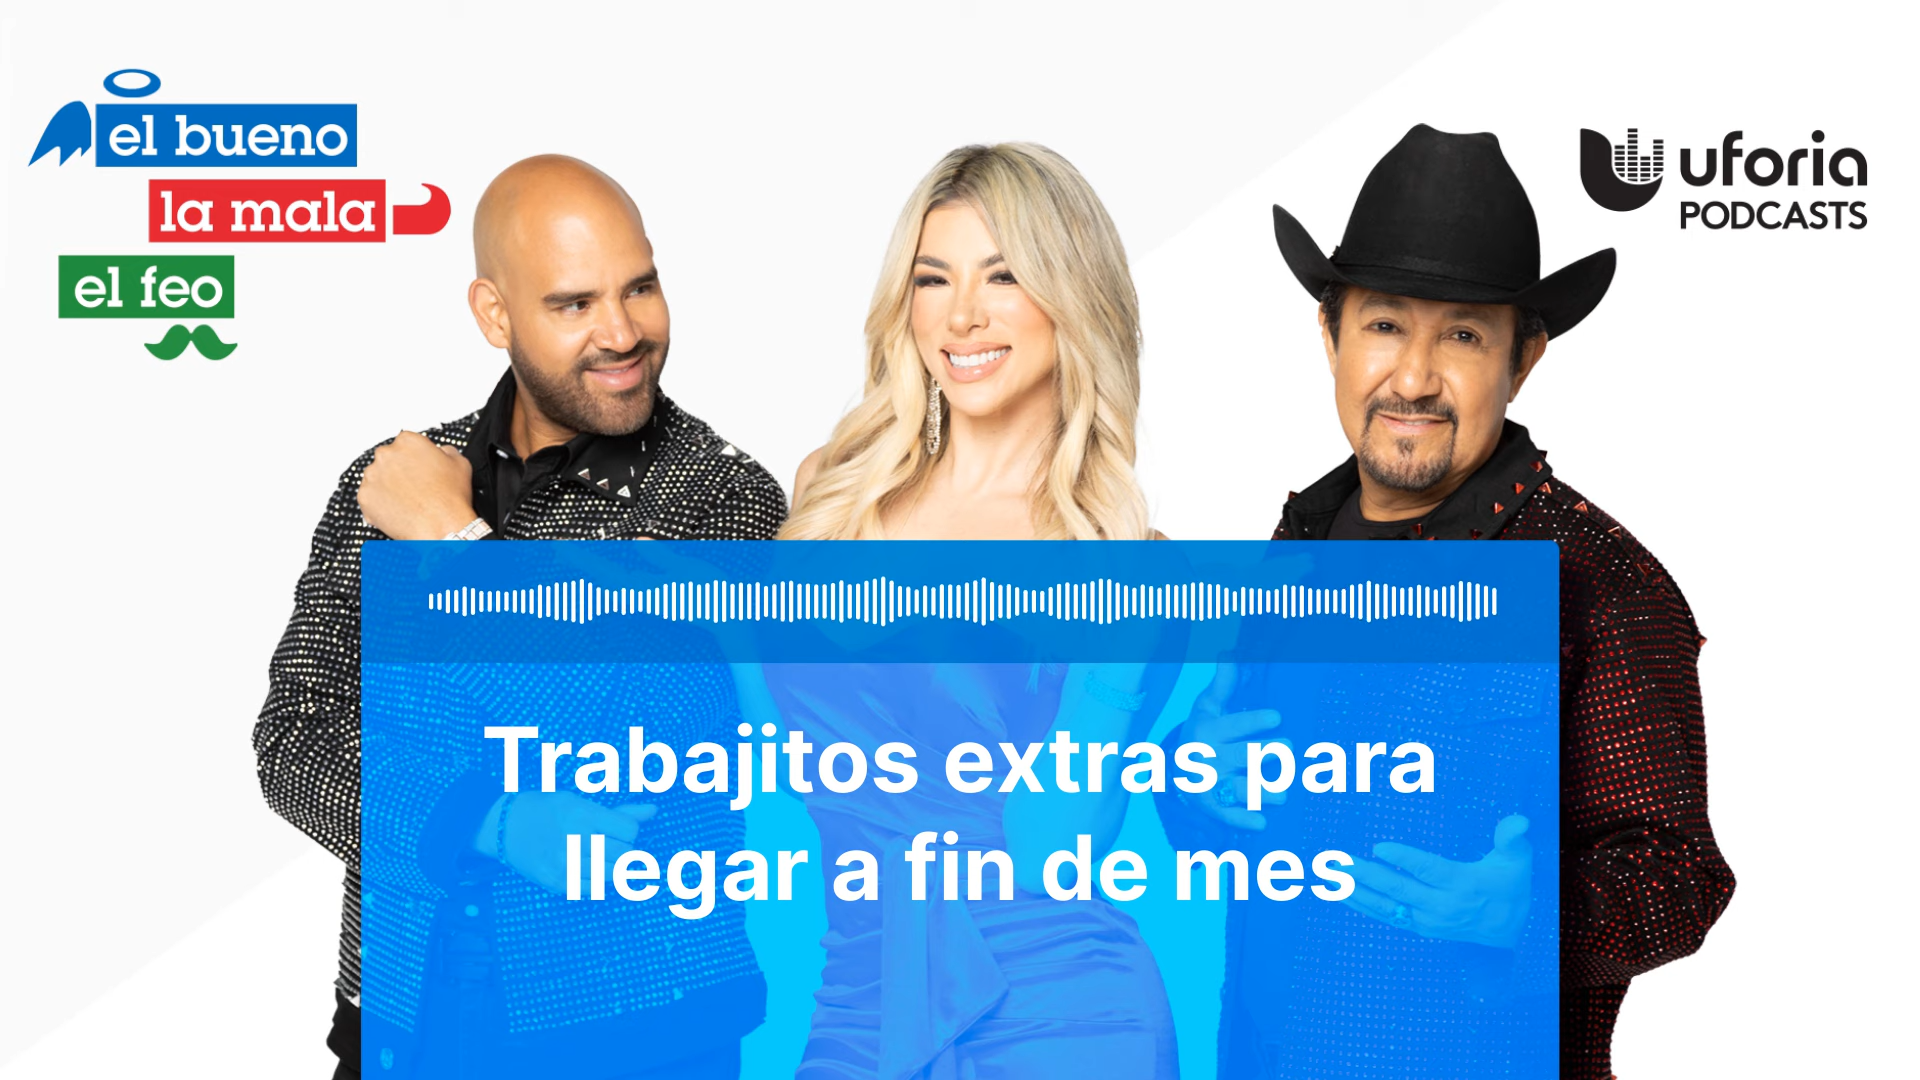 el bueno
la mala
el feo
uforia
PODCASTS
Trabajitos extras para
llegar a fin de mes